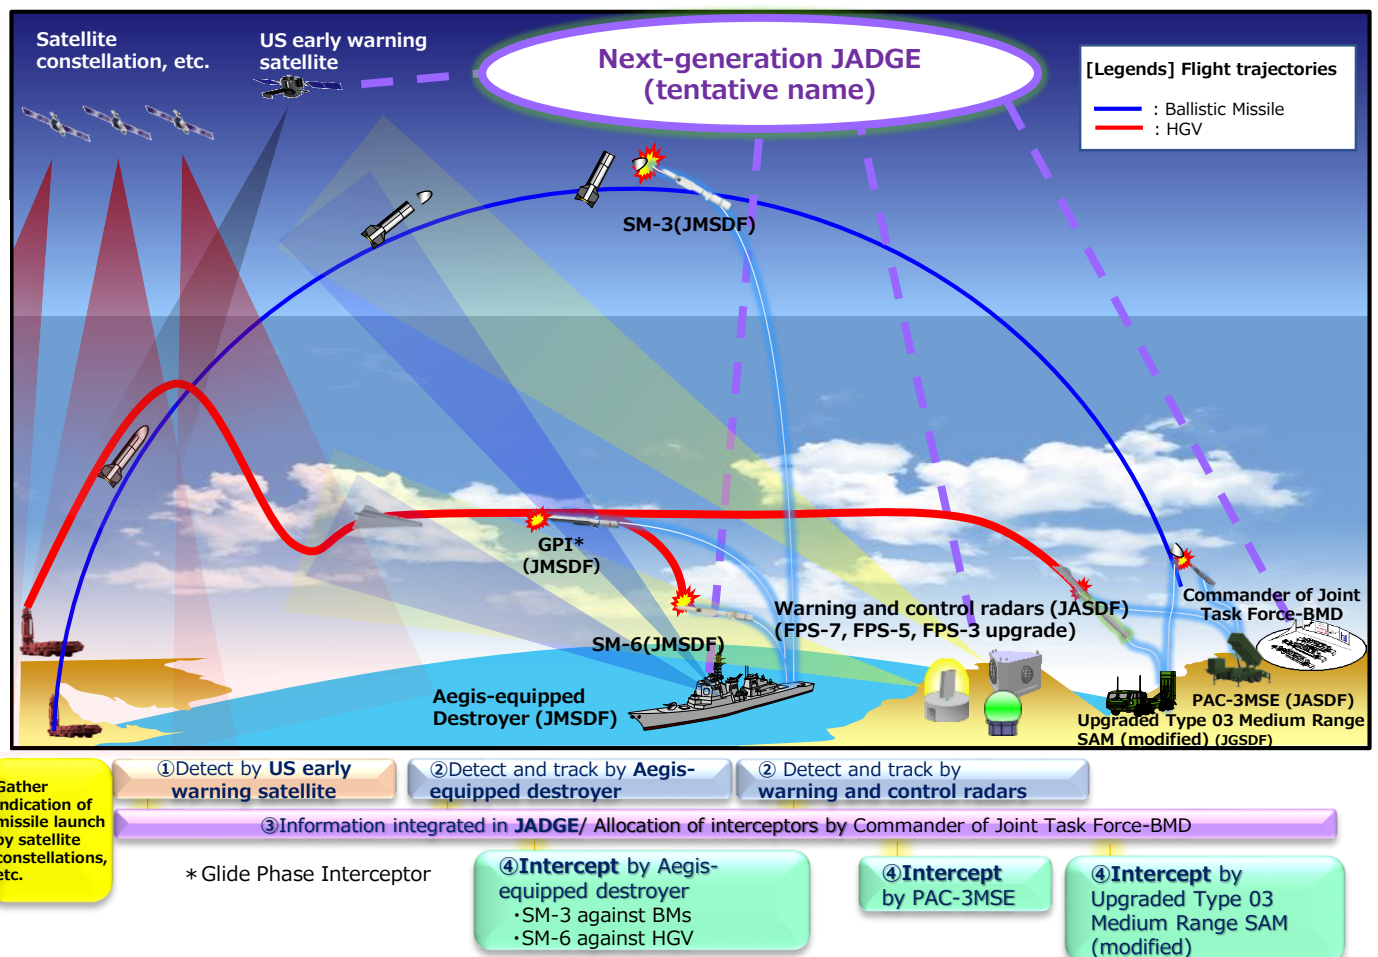 Satellite
constellation, etc.
US early warning
satellite
Next-generation JADGE
(tentative name)
[Legends] Flight trajectories
: Ballistic Missile
: HGV
SM-3(JMSDF)
GPI*
(JMSDF)
SM-6(JMSDF)
Warning and control radars (JASDF)
(FPS-7, FPS-5, FPS-3 upgrade)
Commander of Joint
Task Force-BMD
Aegis-equipped
Destroyer (JMSDF)
PAC-3MSE (JASDF)
Upgraded Type 03 Medium Range
SAM (modified) (JGSDF)
Gather
indication of
missile launch
by satellite
constellations,
etc.
①Detect by US early
warning satellite
②Detect and track by Aegis-
equipped destroyer
② Detect and track by
warning and control radars
③Information integrated in JADGE/ Allocation of interceptors by Commander of Joint Task Force-BMD
＊Glide Phase Interceptor
④Intercept by Aegis-
equipped destroyer
・SM-3 against BMs
・SM-6 against HGV
④Intercept
by PAC-3MSE
④Intercept by
Upgraded Type 03
Medium Range SAM
(modified)